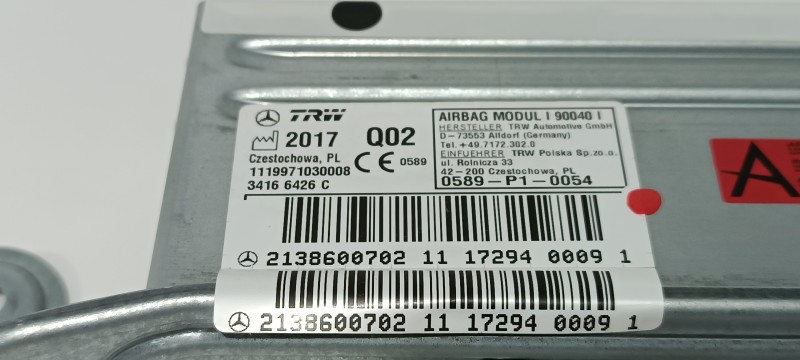 TRW
2017 Q02
Czestochowa, PL
0589
1119971030008
3416 6426 C
AIRBAG MODUL I 90040 I
HERSTELLER TRW Automotive GmbH
D-73553 Alfdorf (Germany)
Tel. +49.7172.302.0
EINFUEHRER TRW Polska Sp.zo.o.
ul. Rolnicza 33
42-200 Czestochowa, PL
0589-P1-0054
A
2138600702 11 17294 0009 1
2138600702 11 17294 0009 1